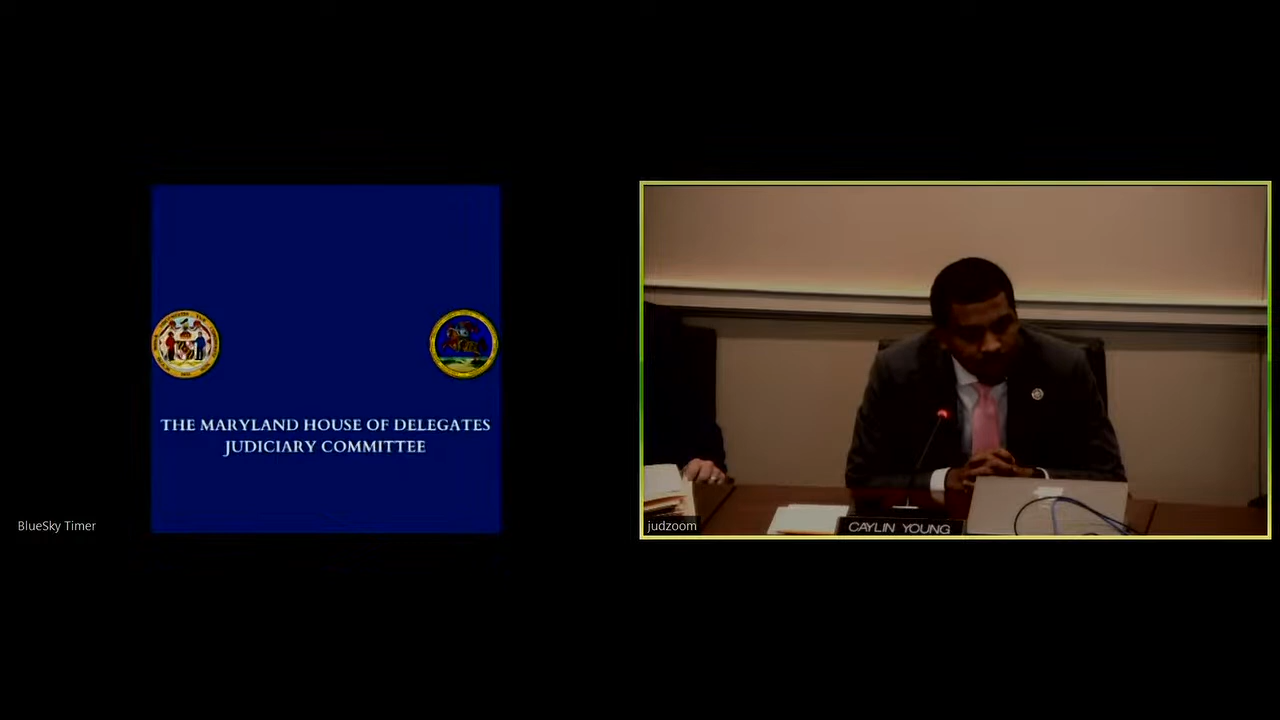 THE MARYLAND HOUSE OF DELEGATES
JUDICIARY COMMITTEE
BlueSky Timer
judzoom
CAYLIN YOUNG